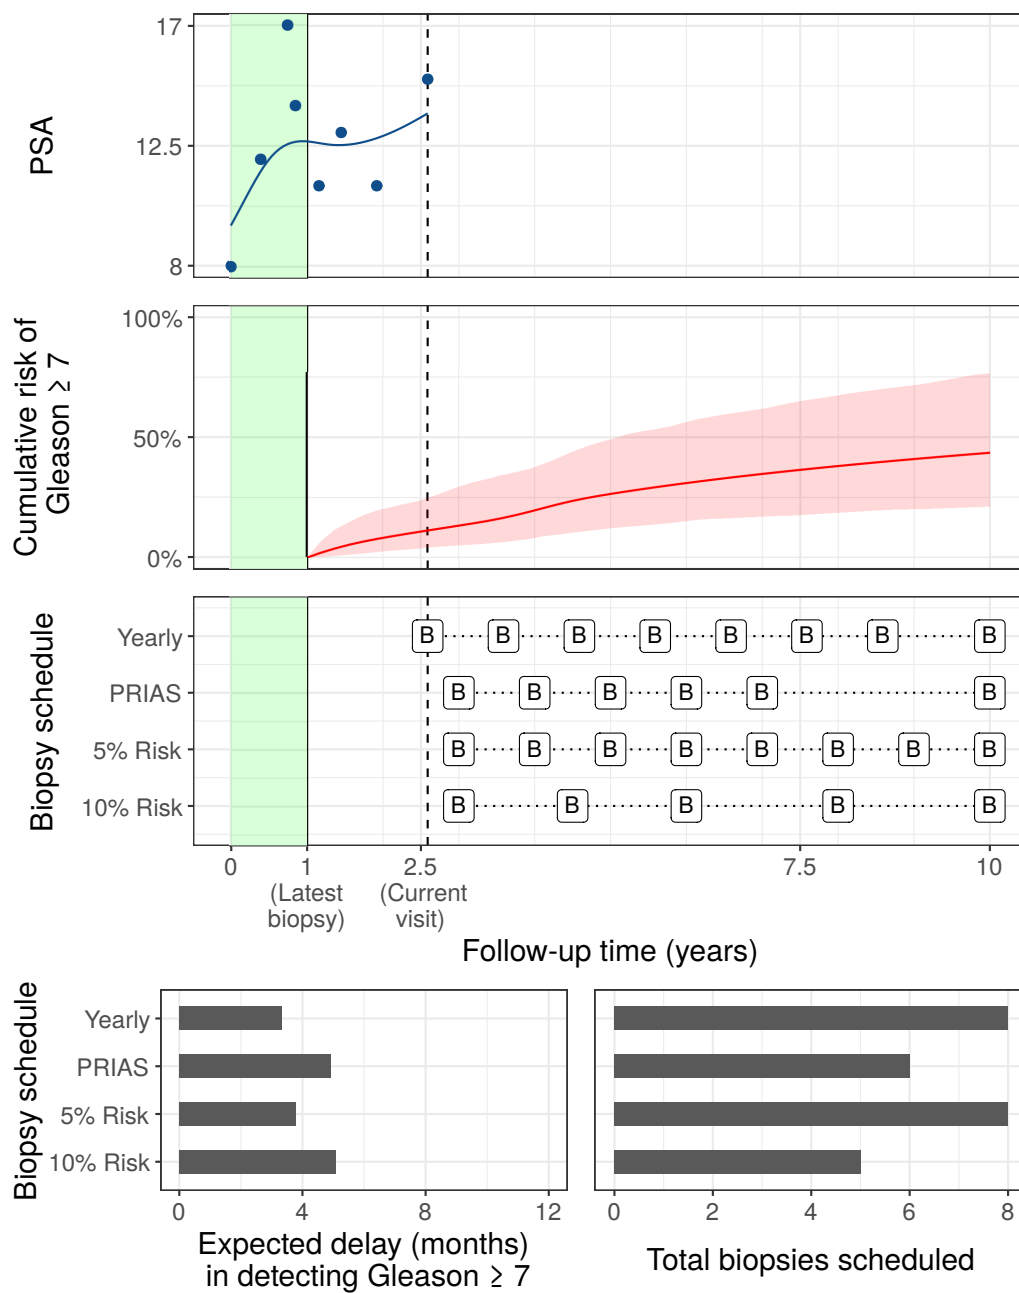 17
12.5
8
PSA
100%
50%
0%
Cumulative risk of
Gleason ≥ 7
Biopsy schedule
Yearly B B B B B B B B
PRIAS B B B B B B
5% Risk B B B B B B B B
10% Risk B B B B B
0 1 2.5 7.5 10
(Latest biopsy)
(Current visit)
Follow-up time (years)
Biopsy schedule
Yearly
PRIAS
5% Risk
10% Risk
0 4 8 12
Expected delay (months)
in detecting Gleason ≥ 7
0 2 4 6 8
Total biopsies scheduled